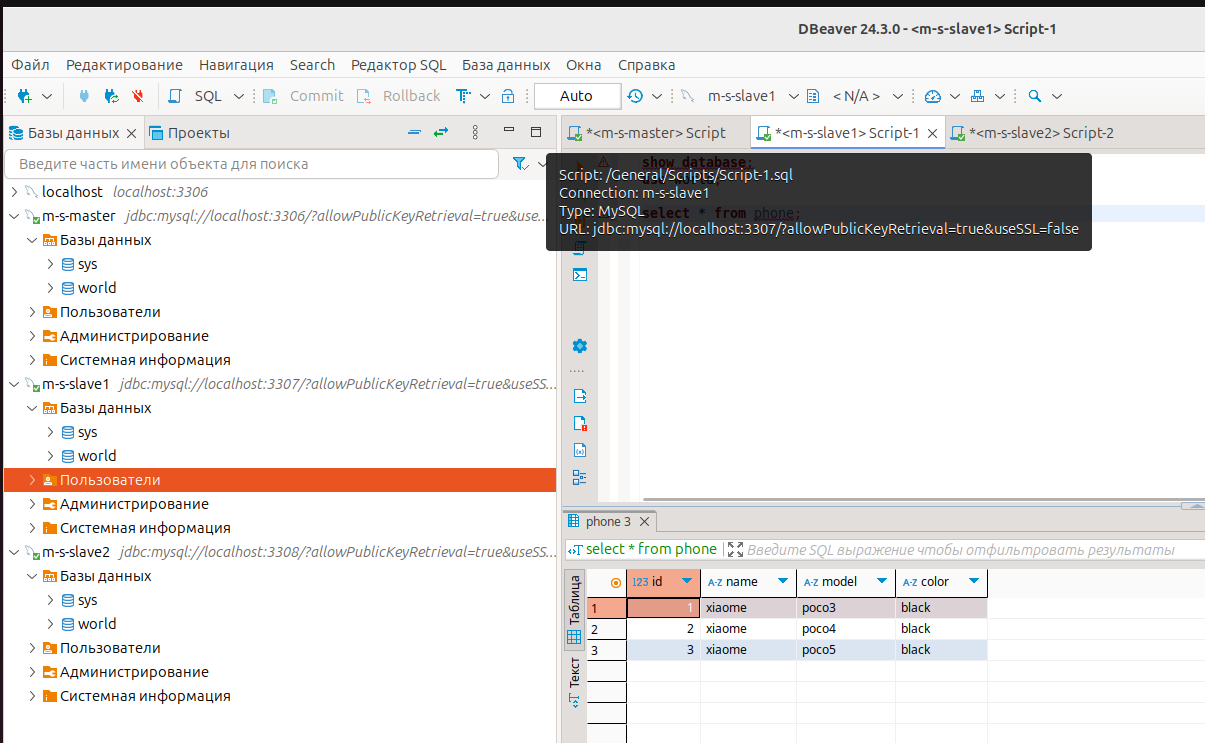 DBeaver 24.3.0 - <m-s-slave1> Script-1
Файл Редактирование Навигация Search Редактор SQL База данных Окна Справка
SQL Commit Rollback Auto m-s-slave1 < N/A >
Базы данных Проекты
*<m-s-master> Script *<m-s-slave1> Script-1 *<m-s-slave2> Script-2
Введите часть имени объекта для поиска
localhost localhost:3306
m-s-master jdbc:mysql://localhost:3306/?allowPublicKeyRetrieval=true&use...
Базы данных
sys
world
Пользователи
Администрирование
Системная информация
m-s-slave1 jdbc:mysql://localhost:3307/?allowPublicKeyRetrieval=true&useSS...
Базы данных
sys
world
Пользователи
Администрирование
Системная информация
m-s-slave2 jdbc:mysql://localhost:3308/?allowPublicKeyRetrieval=true&useSS...
Базы данных
sys
world
Пользователи
Администрирование
Системная информация
show database;
Script: /General/Scripts/Script-1.sql
Connection: m-s-slave1
Type: MySQL
select * from phone;
URL: jdbc:mysql://localhost:3307/?allowPublicKeyRetrieval=true&useSSL=false
phone 3
select * from phone Введите SQL выражение чтобы отфильтровать результаты
Таблица
Текст
123 id A-Z name A-Z model A-Z color
1 1 xiaome poco3 black
2 2 xiaome poco4 black
3 3 xiaome poco5 black